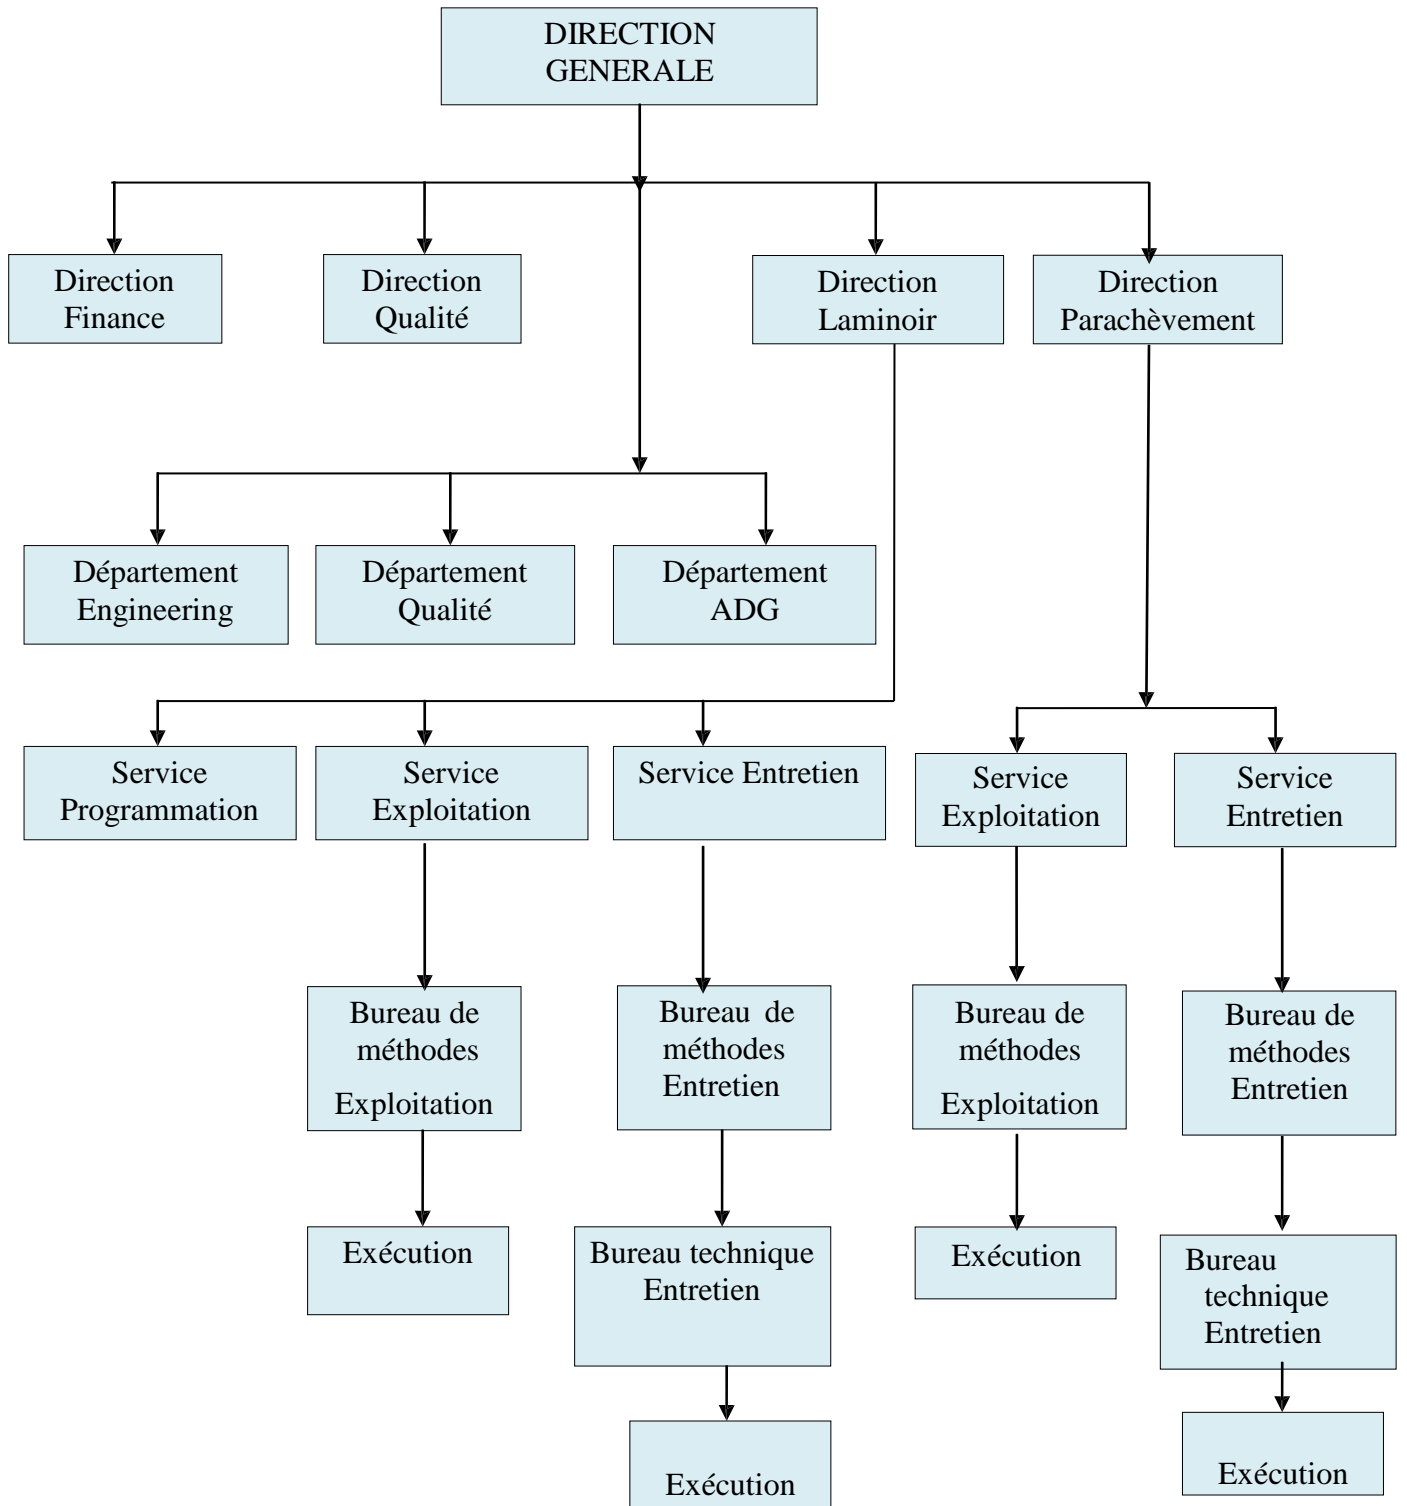 DIRECTION
GENERALE
Direction
Finance
Direction
Qualité
Direction
Laminoir
Direction
Parachèvement
Département
Engineering
Département
Qualité
Département
ADG
Service
Programmation
Service
Exploitation
Service Entretien
Service
Exploitation
Service
Entretien
Bureau de
méthodes
Exploitation
Bureau de
méthodes
Entretien
Bureau de
méthodes
Exploitation
Bureau de
méthodes
Entretien
Exécution
Bureau technique
Entretien
Exécution
Bureau
technique
Entretien
Exécution
Exécution